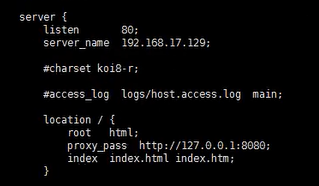 server {
    listen       80;
    server_name  192.168.17.129;
    #charset koi8-r;
    #access_log  logs/host.access.log  main;
    location / {
        root   html;
        proxy_pass  http://127.0.0.1:8080;
        index  index.html index.htm;
    }